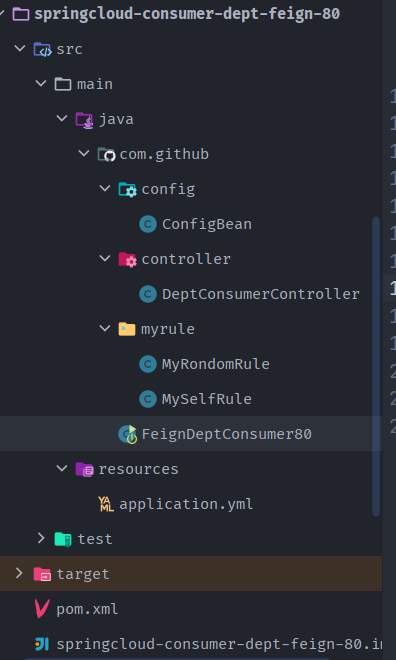 springcloud-consumer-dept-feign-80
src
main
java
com.github
config
ConfigBean
controller
DeptConsumerController
myrule
MyRondomRule
MySelfRule
FeignDeptConsumer80
resources
application.yml
test
target
pom.xml
springcloud-consumer-dept-feign-80.i